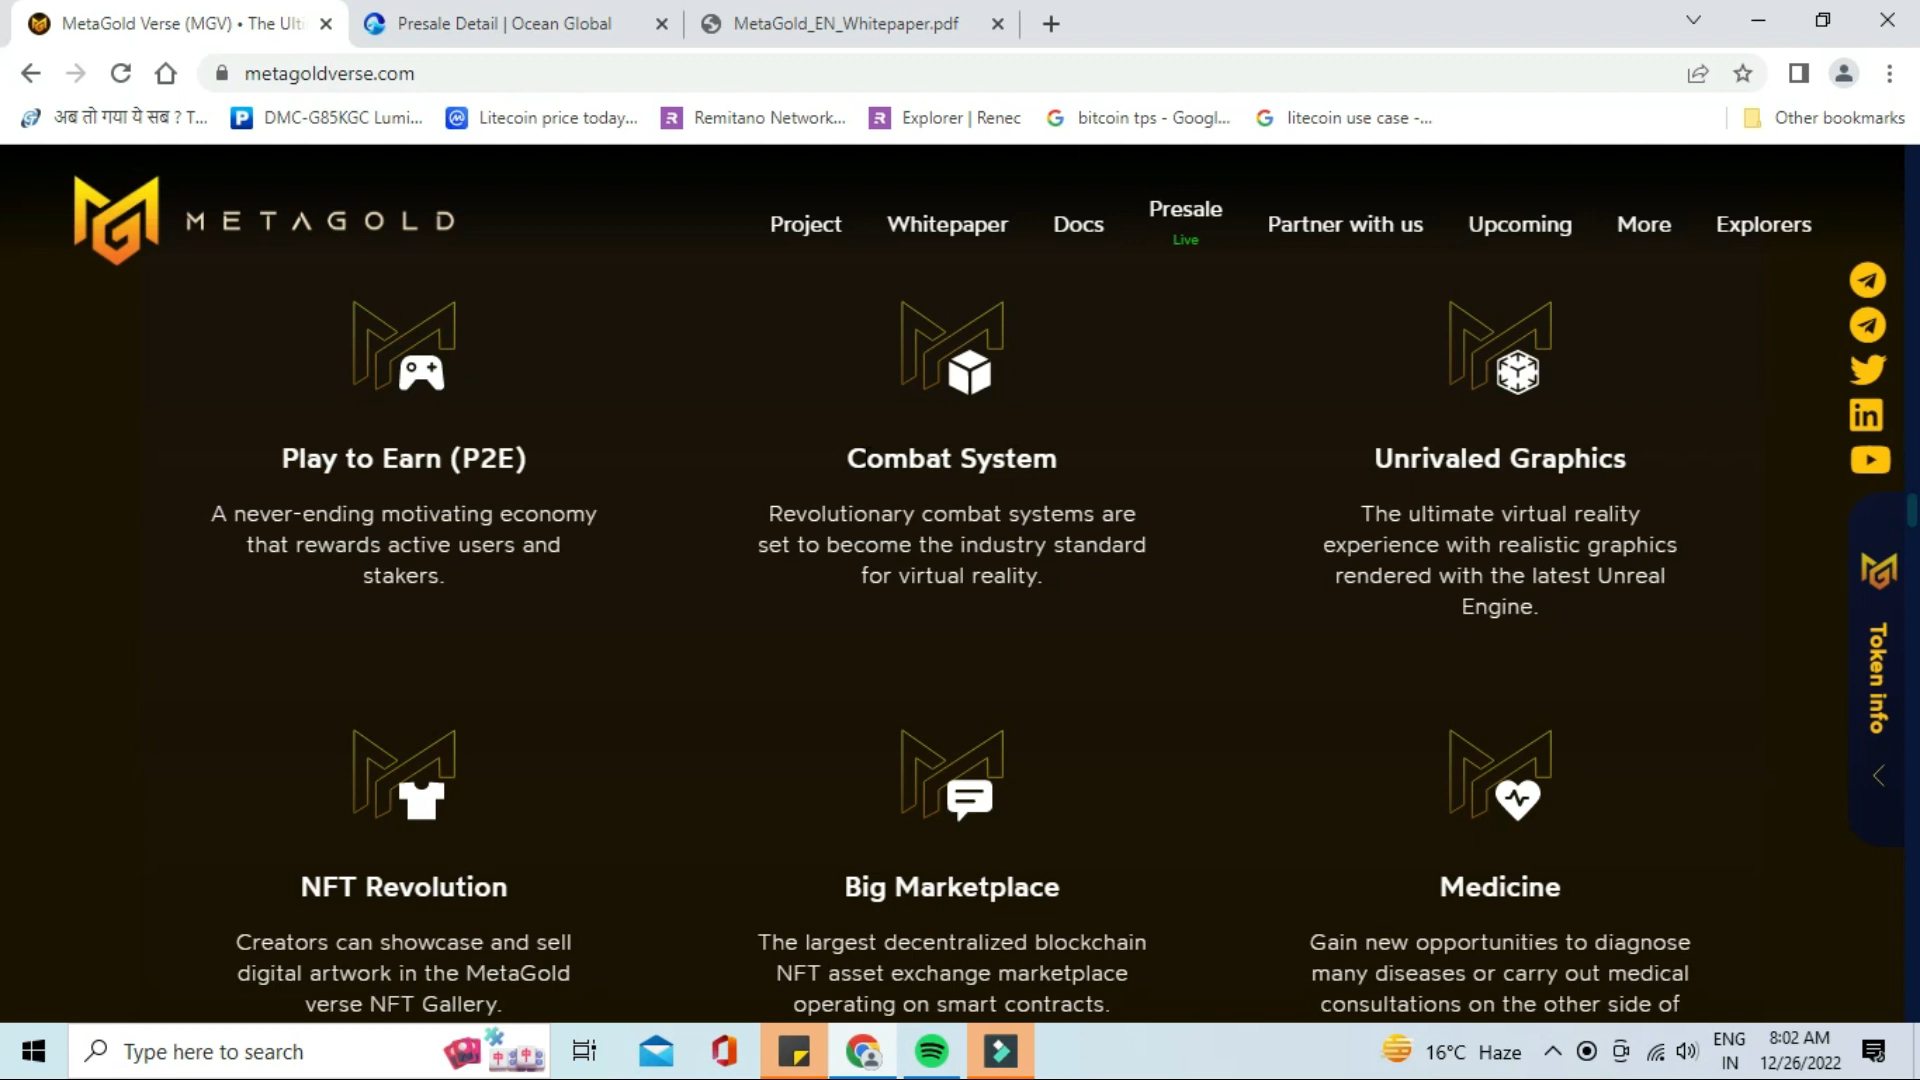 MetaGold Verse (MGV) • The Ulti
Presale Detail | Ocean Global
MetaGold_EN_Whitepaper.pdf
metagoldverse.com
अब तो गया ये सब ? T...
DMC-G85KGC Lumi...
Litecoin price today...
Remitano Network...
Explorer | Renec
bitcoin tps - Googl...
litecoin use case -...
Other bookmarks
METAGOLD
Project
Whitepaper
Docs
Presale
Live
Partner with us
Upcoming
More
Explorers
Play to Earn (P2E)
A never-ending motivating economy
that rewards active users and
stakers.
Combat System
Revolutionary combat systems are
set to become the industry standard
for virtual reality.
Unrivaled Graphics
The ultimate virtual reality
experience with realistic graphics
rendered with the latest Unreal
Engine.
Token info
NFT Revolution
Creators can showcase and sell
digital artwork in the MetaGold
verse NFT Gallery.
Big Marketplace
The largest decentralized blockchain
NFT asset exchange marketplace
operating on smart contracts.
Medicine
Gain new opportunities to diagnose
many diseases or carry out medical
consultations on the other side of
Type here to search
16°C Haze
ENG
IN
8:02 AM
12/26/2022